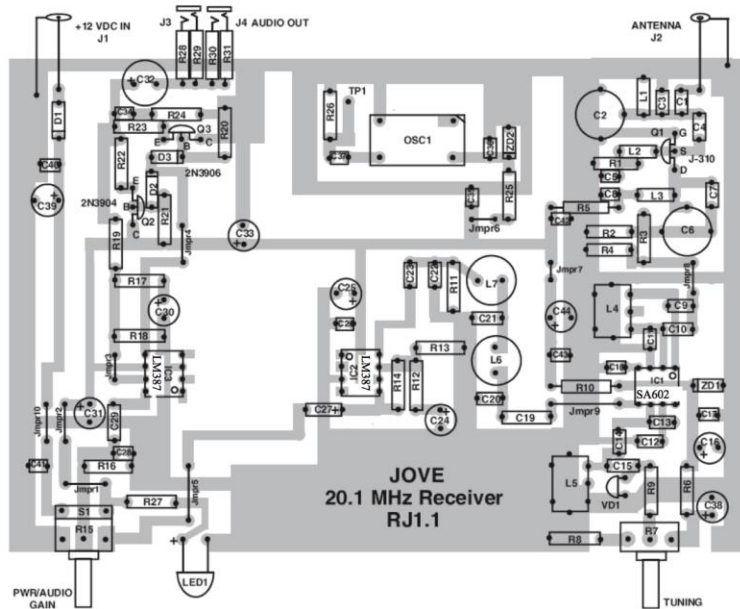 +12 VDC IN
J1
J3
J4 AUDIO OUT
ANTENNA
J2
R28
R29
R30
R31
C32
TP1
R26
OSC1
ZD2
C37
R25
C2
L1
C3
C1
C4
Q1
G
S
D
J-310
L2
R1
C5
C8
L3
C7
D1
R24
R23
Q3
E
B
C
R20
C40
R22
D3
2N3906
C39
2N3904
B
Q2
C
D2
R21
R19
Jmpr4
C33
Jmpr6
R5
C42
R2
R4
R3
C6
Jmpr7
Jmpr8
R17
C30
C25
C23
C22
R11
L7
C44
L4
C9
C10
C21
R18
Jmpr3
LM387
IC3
LM387
IC2
R13
L6
C43
R14
R12
R10
IC1
SA602
ZD1
Jmpr10
Jmpr2
C31
C29
C27
+
C24
C20
C19
Jmpr9
C17
C13
C14
C12
C16
C41
C28
R16
Jmpr1
R27
Jmpr5
JOVE
20.1 MHz Receiver
RJ1.1
L5
C15
VD1
R9
R6
C38
S1
R15
+
LED1
R8
R7
PWR/AUDIO
GAIN
TUNING